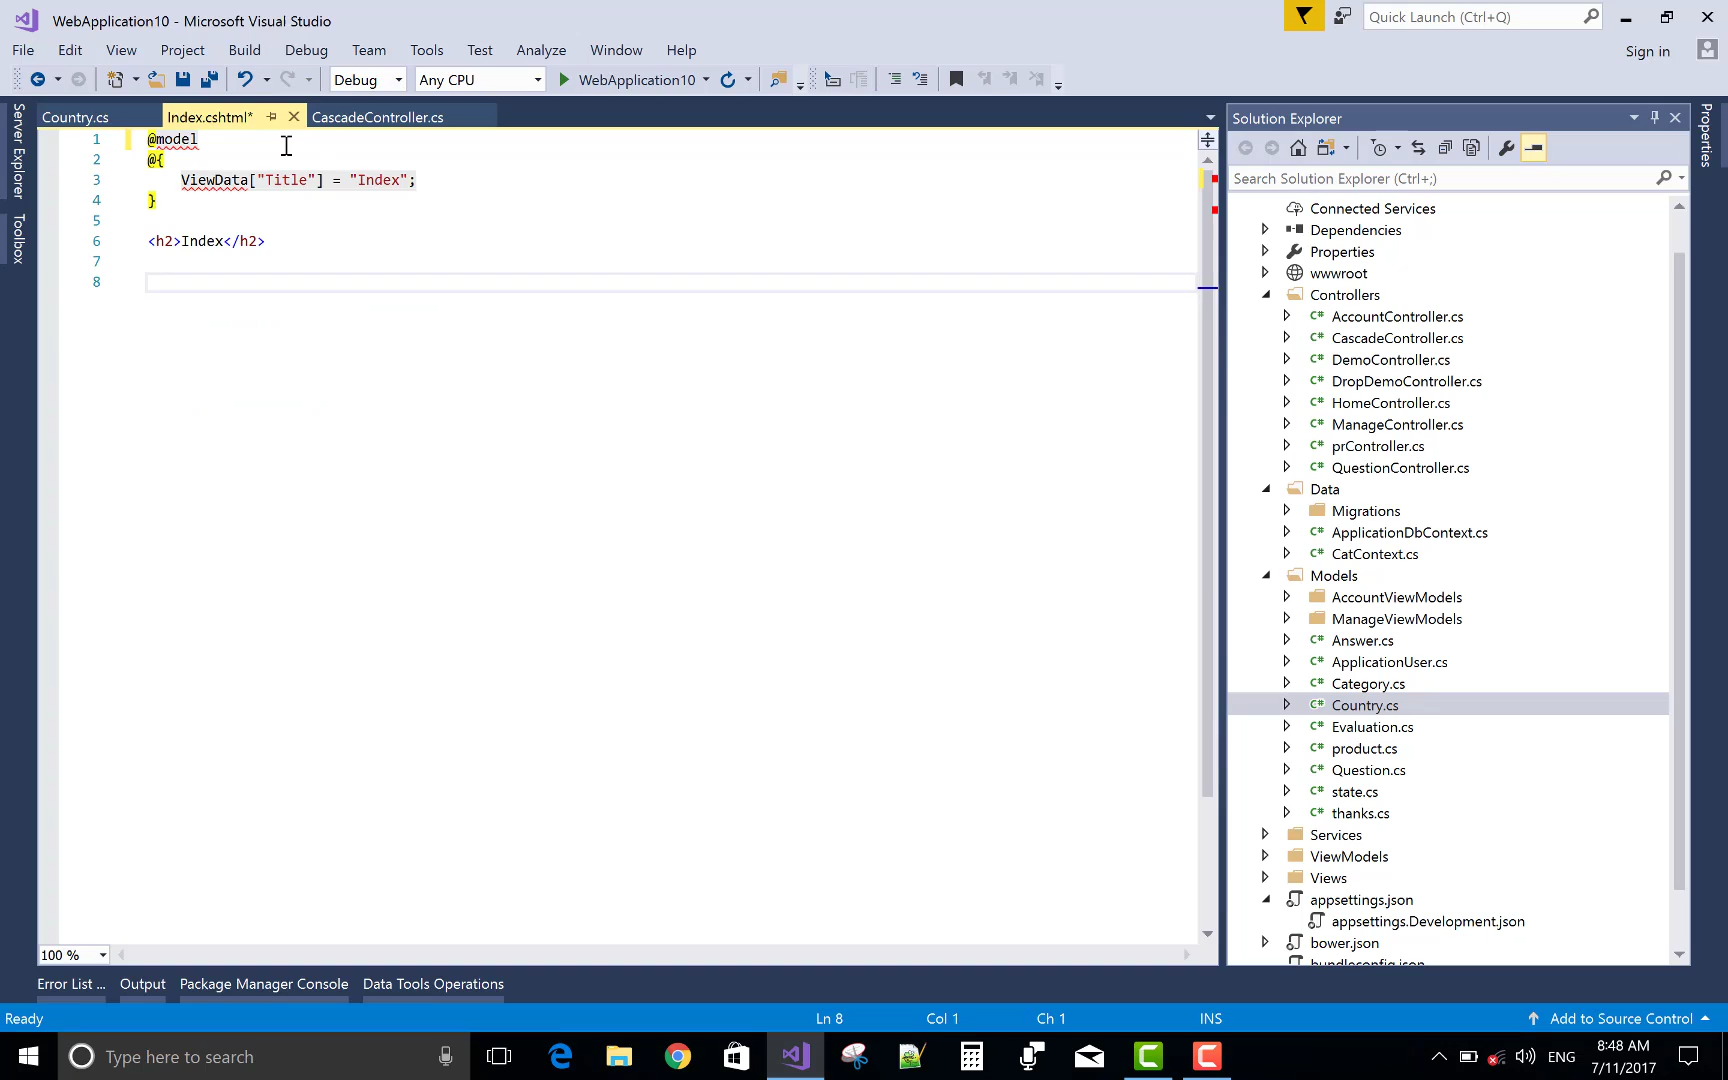 WebApplication10 - Microsoft Visual Studio
Quick Launch (Ctrl+Q)
File Edit View Project Build Debug Team Tools Test Analyze Window Help
Sign in
Debug Any CPU WebApplication10
Server Explorer
Toolbox
Country.cs Index.cshtml* CascadeController.cs
1 @model
2 @{
3 ViewData["Title"] = "Index";
4 }
5
6 <h2>Index</h2>
7
8
100 %
Solution Explorer
Search Solution Explorer (Ctrl+;)
Connected Services
Dependencies
Properties
wwwroot
Controllers
C# AccountController.cs
C# CascadeController.cs
C# DemoController.cs
C# DropDemoController.cs
C# HomeController.cs
C# ManageController.cs
C# prController.cs
C# QuestionController.cs
Data
Migrations
C# ApplicationDbContext.cs
C# CatContext.cs
Models
AccountViewModels
ManageViewModels
C# Answer.cs
C# ApplicationUser.cs
C# Category.cs
C# Country.cs
C# Evaluation.cs
C# product.cs
C# Question.cs
C# state.cs
C# thanks.cs
Services
ViewModels
Views
appsettings.json
appsettings.Development.json
bower.json
bundleconfig.json
Properties
Error List ... Output Package Manager Console Data Tools Operations
Ready Ln 8 Col 1 Ch 1 INS Add to Source Control
Type here to search
ENG
8:48 AM
7/11/2017